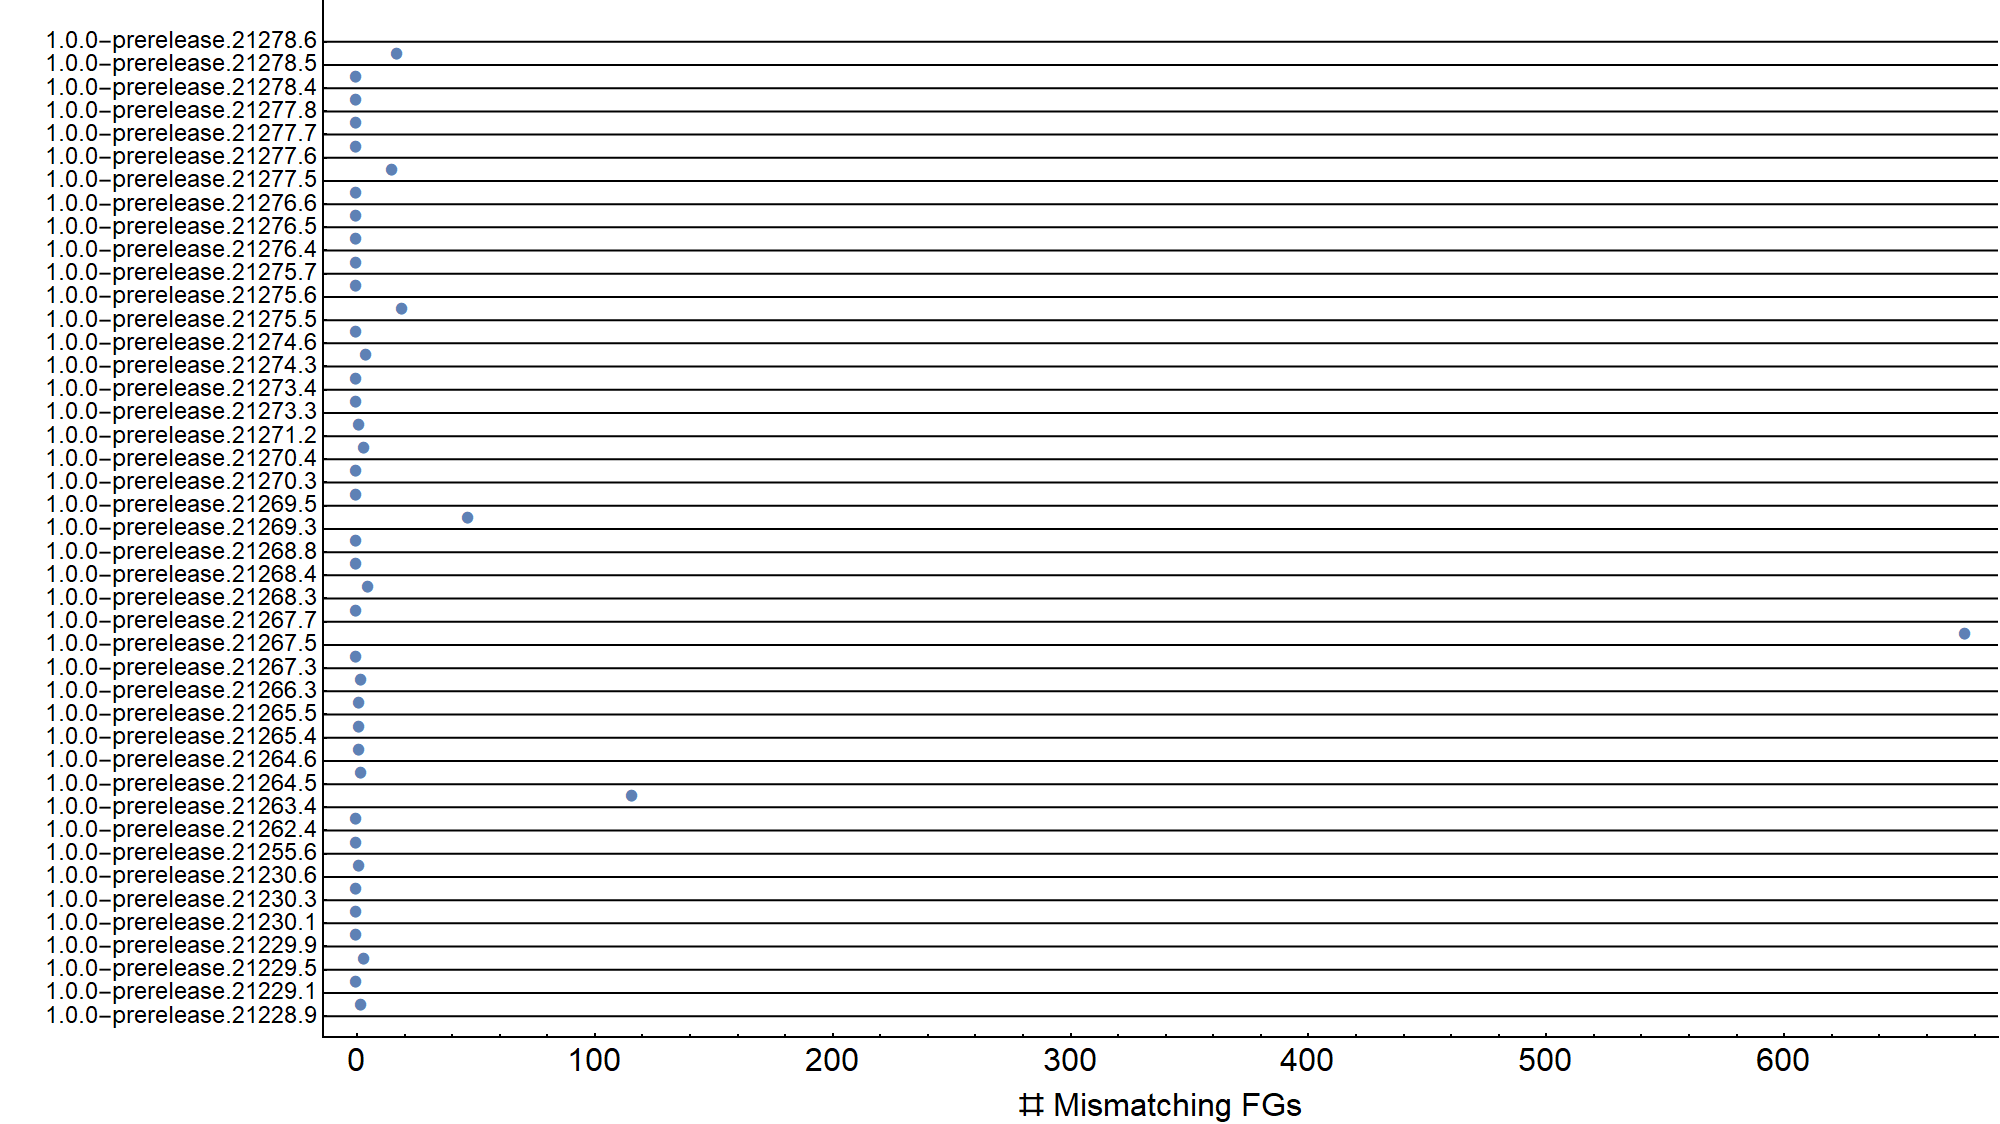 1.0.0-prerelease.21278.6
1.0.0-prerelease.21278.5
1.0.0-prerelease.21278.4
1.0.0-prerelease.21277.8
1.0.0-prerelease.21277.7
1.0.0-prerelease.21277.6
1.0.0-prerelease.21277.5
1.0.0-prerelease.21276.6
1.0.0-prerelease.21276.5
1.0.0-prerelease.21276.4
1.0.0-prerelease.21275.7
1.0.0-prerelease.21275.6
1.0.0-prerelease.21275.5
1.0.0-prerelease.21274.6
1.0.0-prerelease.21274.3
1.0.0-prerelease.21273.4
1.0.0-prerelease.21273.3
1.0.0-prerelease.21271.2
1.0.0-prerelease.21270.4
1.0.0-prerelease.21270.3
1.0.0-prerelease.21269.5
1.0.0-prerelease.21269.3
1.0.0-prerelease.21268.8
1.0.0-prerelease.21268.4
1.0.0-prerelease.21268.3
1.0.0-prerelease.21267.7
1.0.0-prerelease.21267.5
1.0.0-prerelease.21267.3
1.0.0-prerelease.21266.3
1.0.0-prerelease.21265.5
1.0.0-prerelease.21265.4
1.0.0-prerelease.21264.6
1.0.0-prerelease.21264.5
1.0.0-prerelease.21263.4
1.0.0-prerelease.21262.4
1.0.0-prerelease.21255.6
1.0.0-prerelease.21230.6
1.0.0-prerelease.21230.3
1.0.0-prerelease.21230.1
1.0.0-prerelease.21229.9
1.0.0-prerelease.21229.5
1.0.0-prerelease.21229.1
1.0.0-prerelease.21228.9
0 100 200 300 400 500 600
# Mismatching FGs